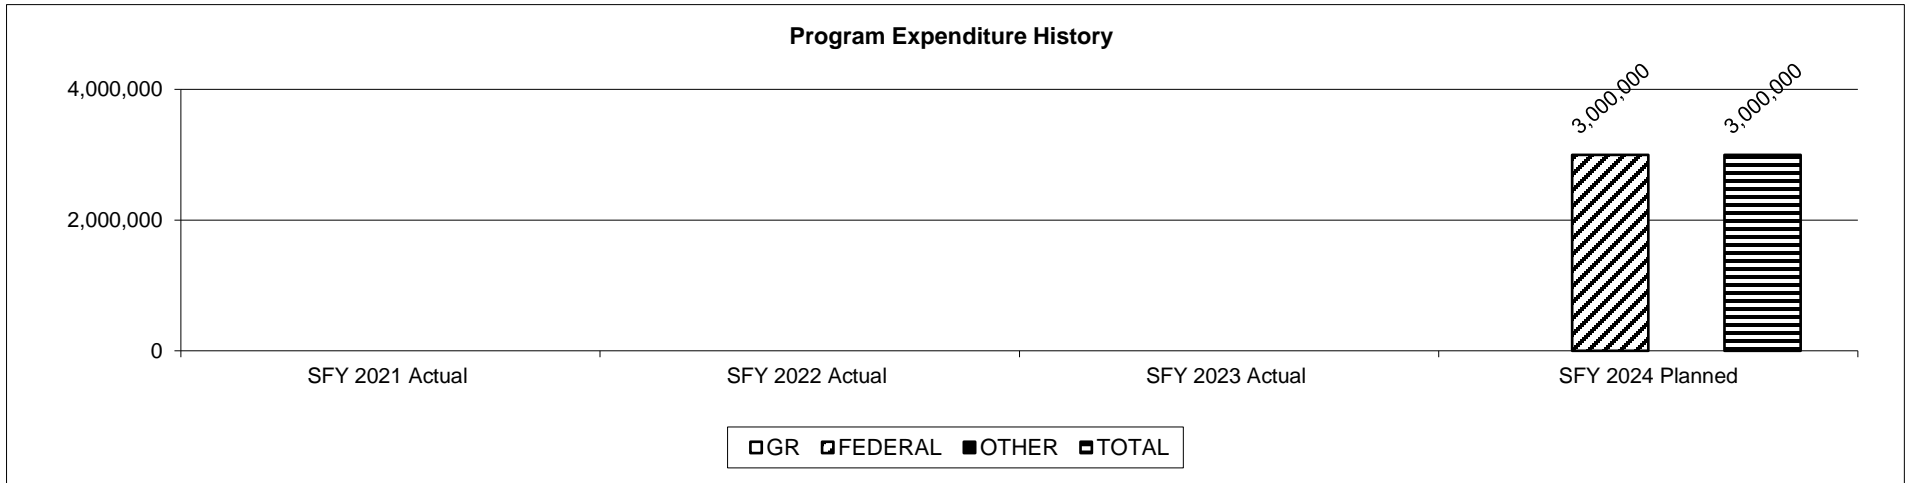 Program Expenditure History
4,000,000
2,000,000
0
3,000,000
3,000,000
SFY 2021 Actual
SFY 2022 Actual
SFY 2023 Actual
SFY 2024 Planned
GR FEDERAL OTHER TOTAL